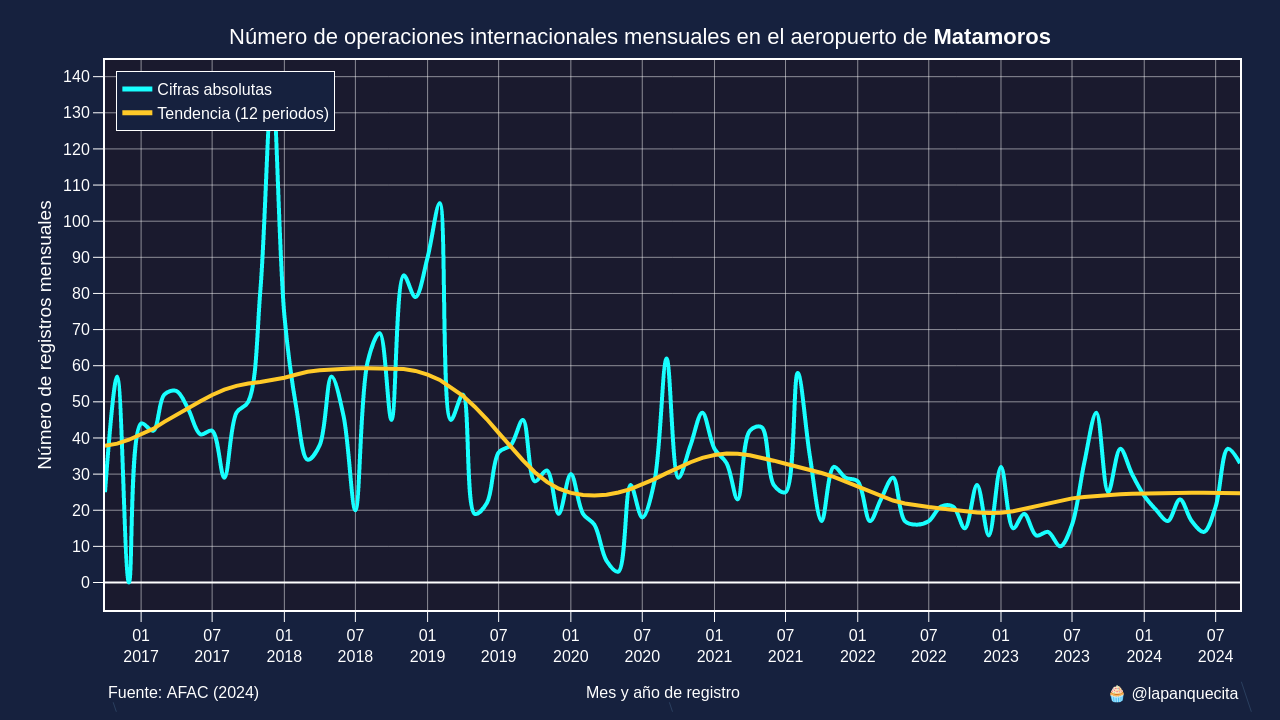 Número de operaciones internacionales mensuales en el aeropuerto de Matamoros
Cifras absolutas
Tendencia (12 periodos)
Número de registros mensuales
140
130
120
110
100
90
80
70
60
50
40
30
20
10
0
01 07 01 07 01 07 01 07 01 07 01 07 01 07 01 07
2017 2017 2018 2018 2019 2019 2020 2020 2021 2021 2022 2022 2023 2023 2024 2024
Fuente: AFAC (2024)
Mes y año de registro
🧁 @lapanquecita